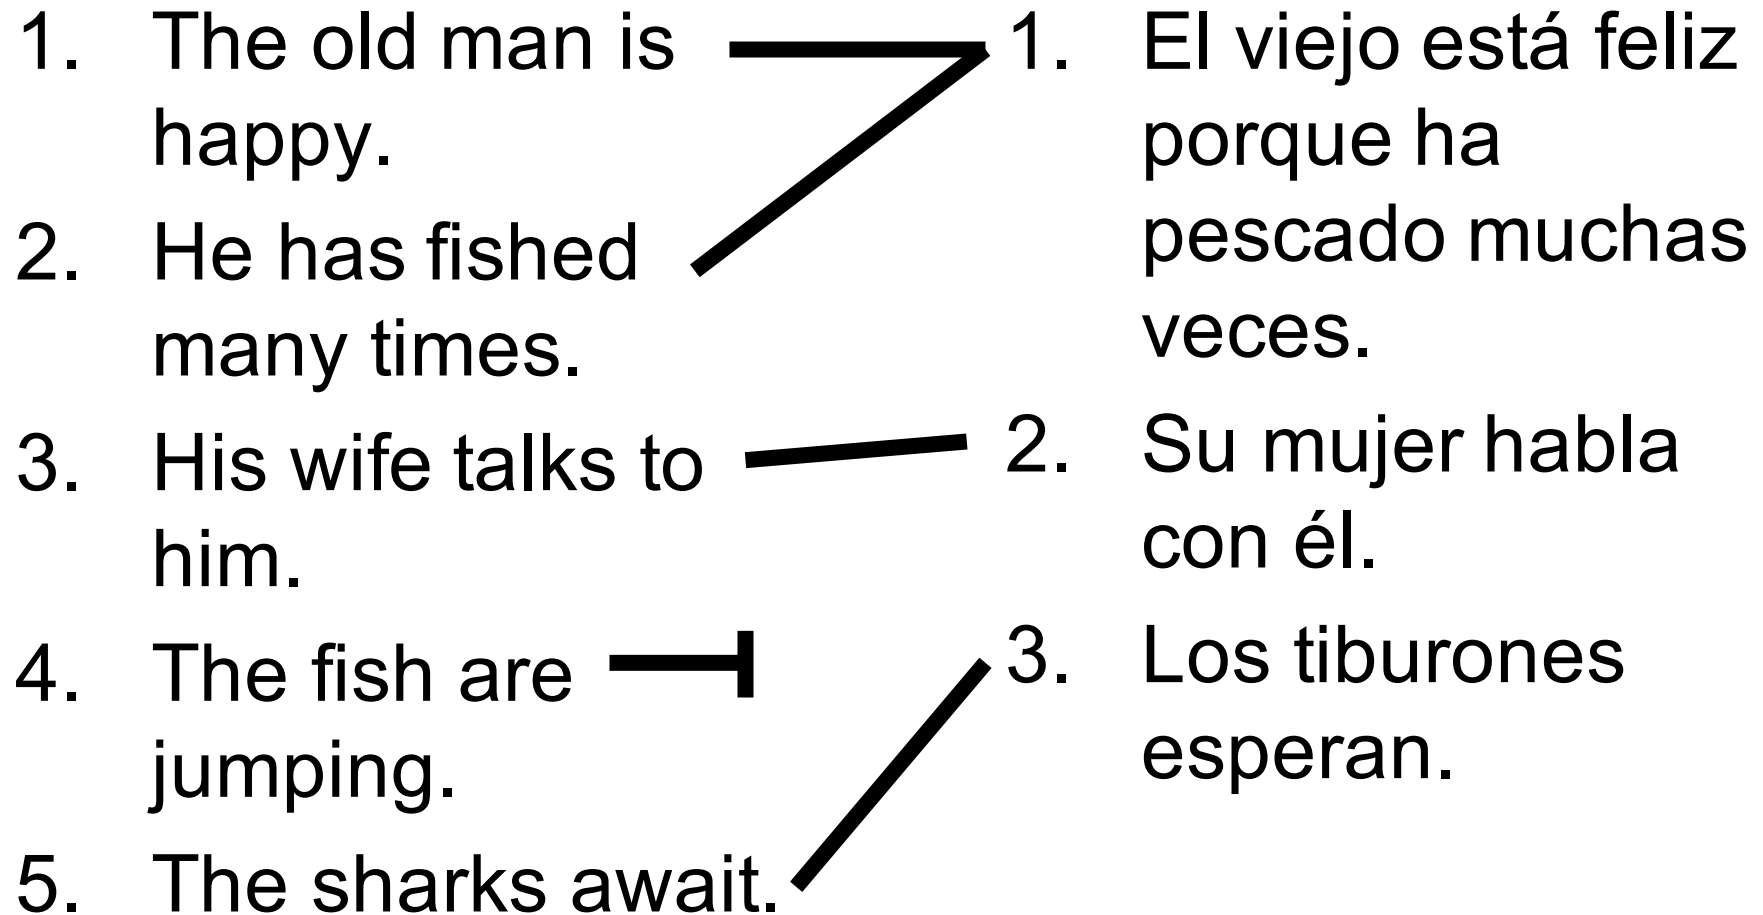 1. The old man is
happy.
2. He has fished
many times.
3. His wife talks to
him.
4. The fish are
jumping.
5. The sharks await.
1. El viejo está feliz
porque ha
pescado muchas
veces.
2. Su mujer habla
con él.
3. Los tiburones
esperan.